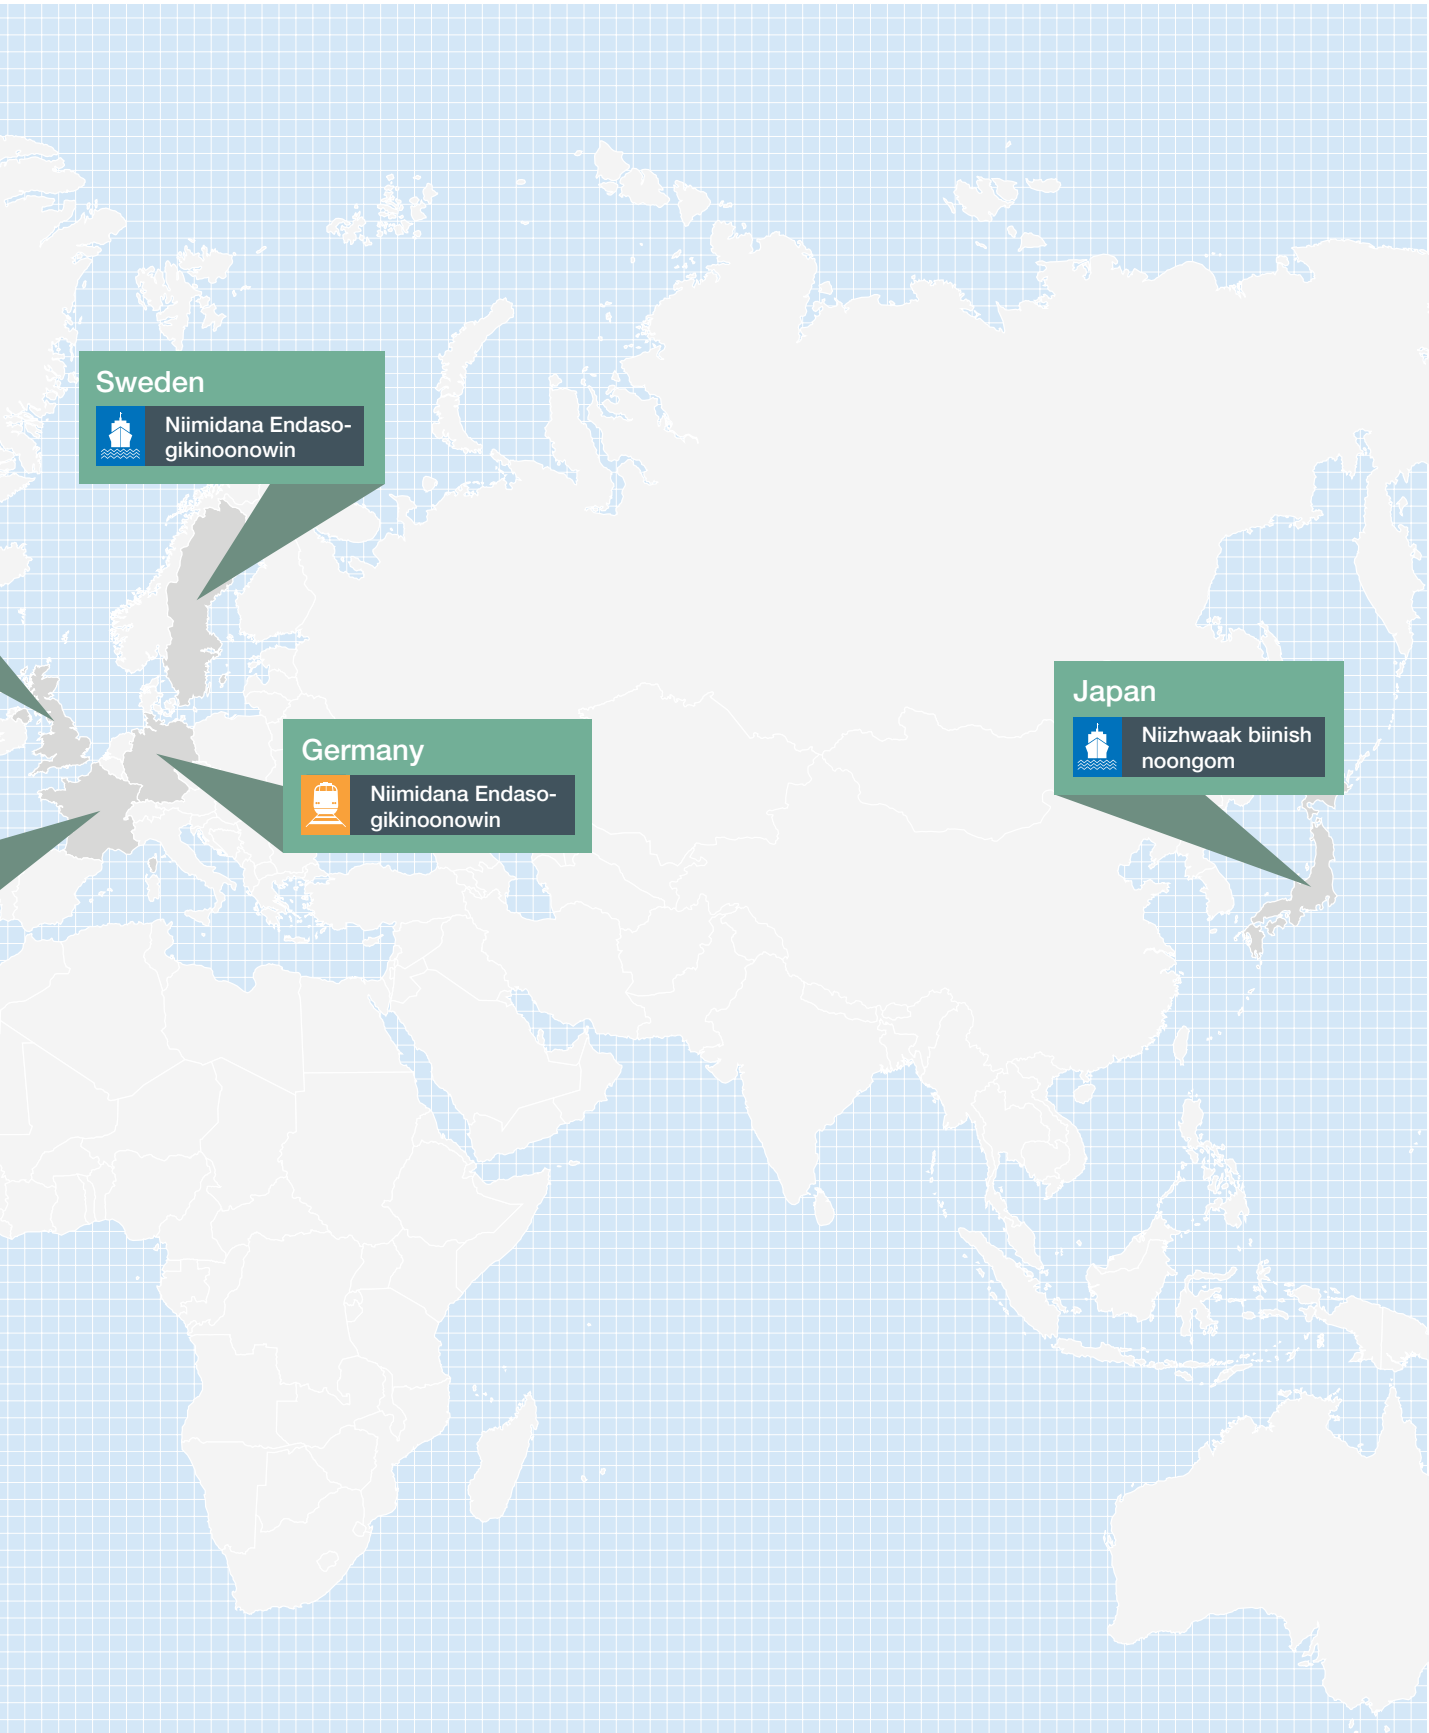 Sweden
Niimidana Endaso-
gikinoonowin
Germany
Niimidana Endaso-
gikinoonowin
Japan
Niizhwaak biinish
noongom